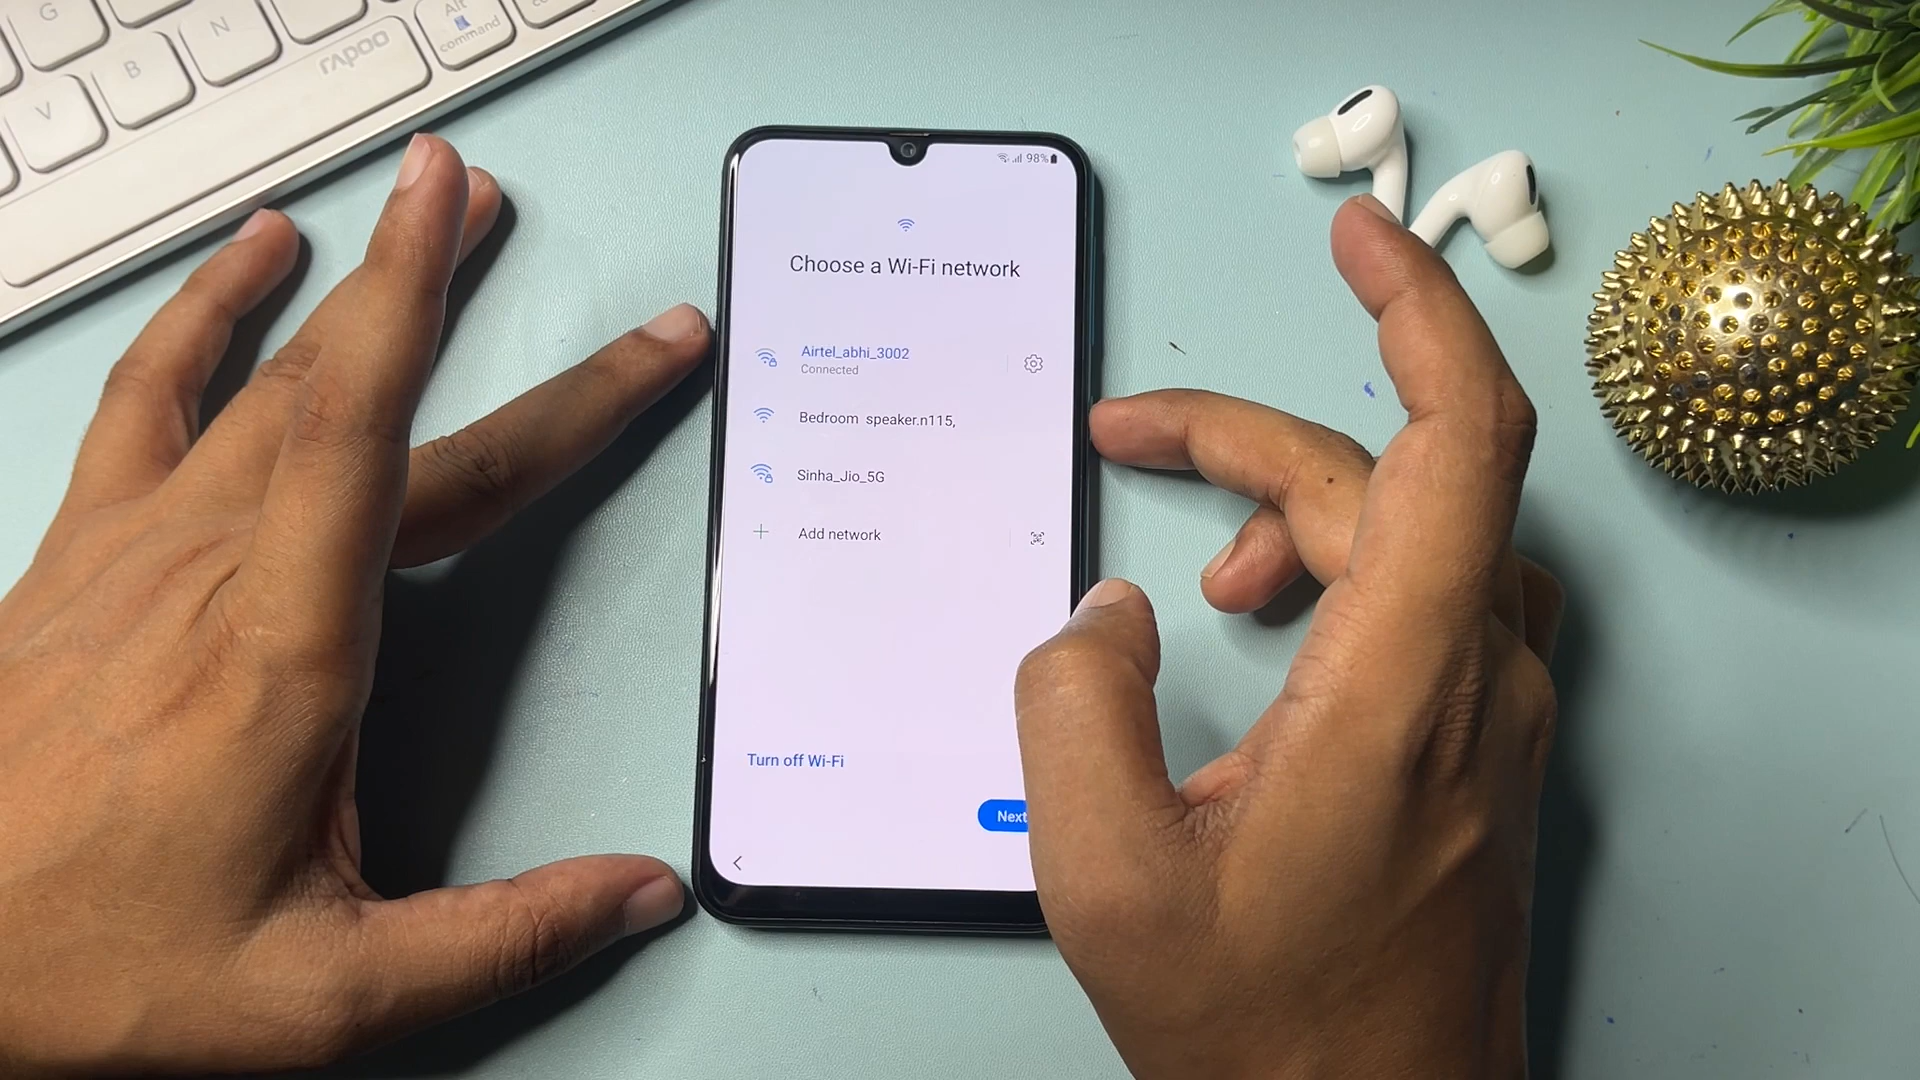 G
N
Alt
command
B
rapoo
V
98%
Choose a Wi-Fi network
Airtel_abhi_3002
Connected
Bedroom speaker.n115,
Sinha_Jio_5G
Add network
Turn off Wi-Fi
Next